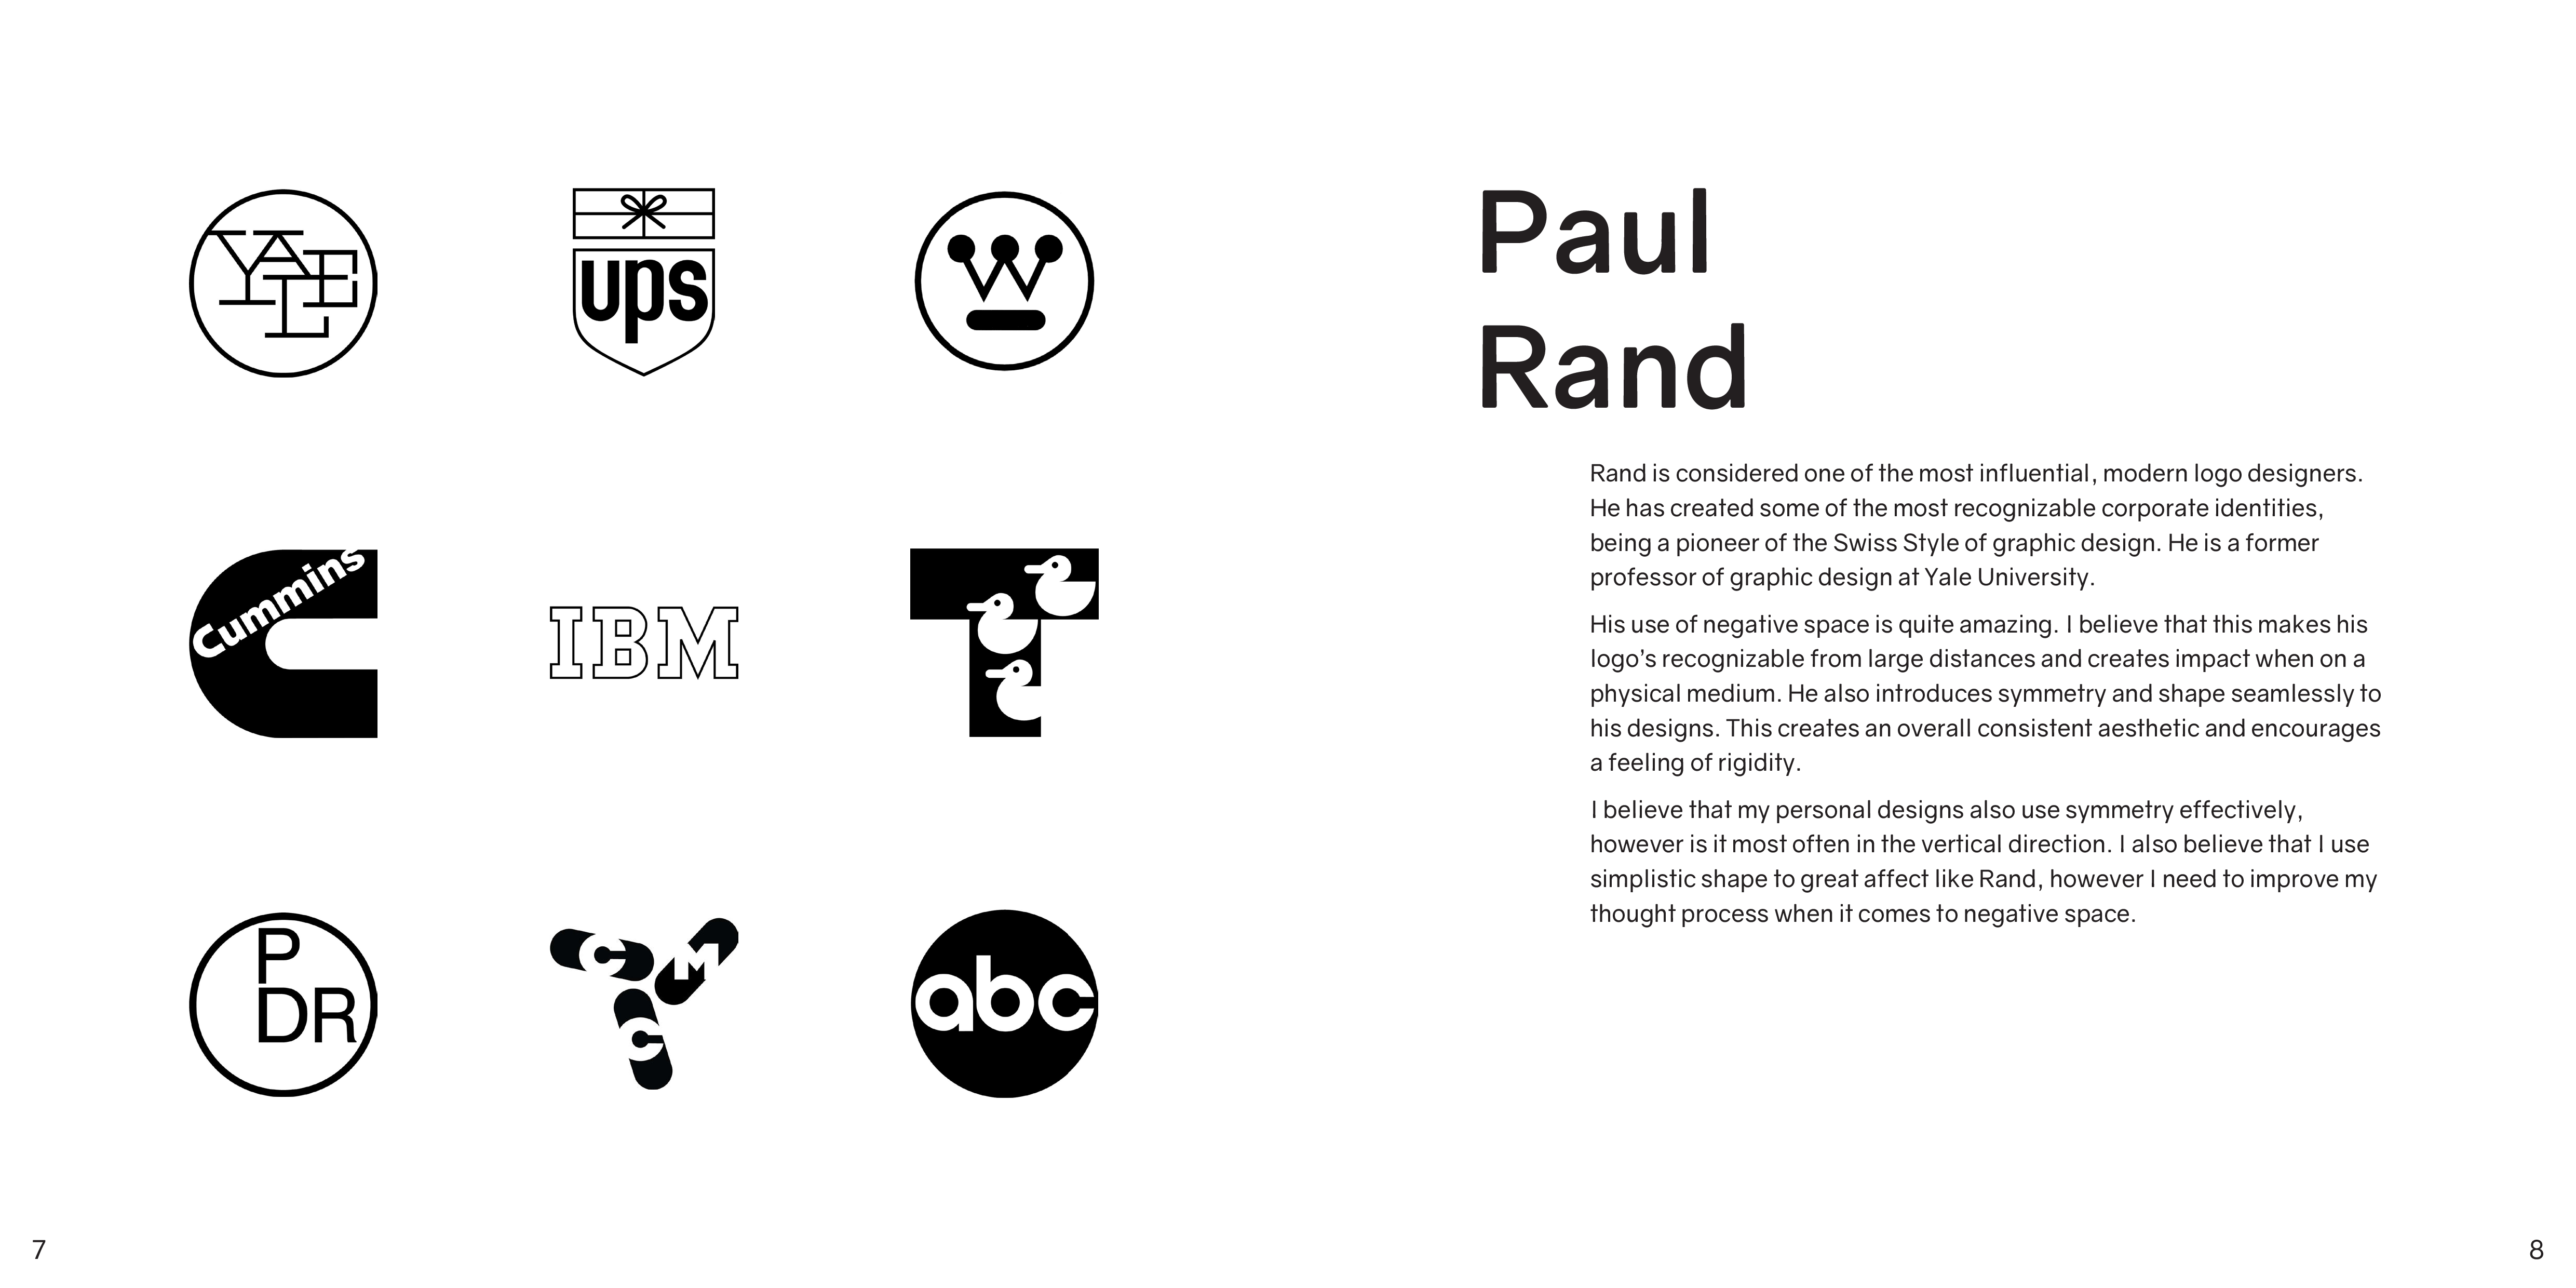 YALE
ups
W
Cummins
IBM
T
P
DR
C M
C
abc
7
Paul
Rand
Rand is considered one of the most influential, modern logo designers.
He has created some of the most recognizable corporate identities,
being a pioneer of the Swiss Style of graphic design. He is a former
professor of graphic design at Yale University.
His use of negative space is quite amazing. I believe that this makes his
logo’s recognizable from large distances and creates impact when on a
physical medium. He also introduces symmetry and shape seamlessly to
his designs. This creates an overall consistent aesthetic and encourages
a feeling of rigidity.
I believe that my personal designs also use symmetry effectively,
however is it most often in the vertical direction. I also believe that I use
simplistic shape to great affect like Rand, however I need to improve my
thought process when it comes to negative space.
8